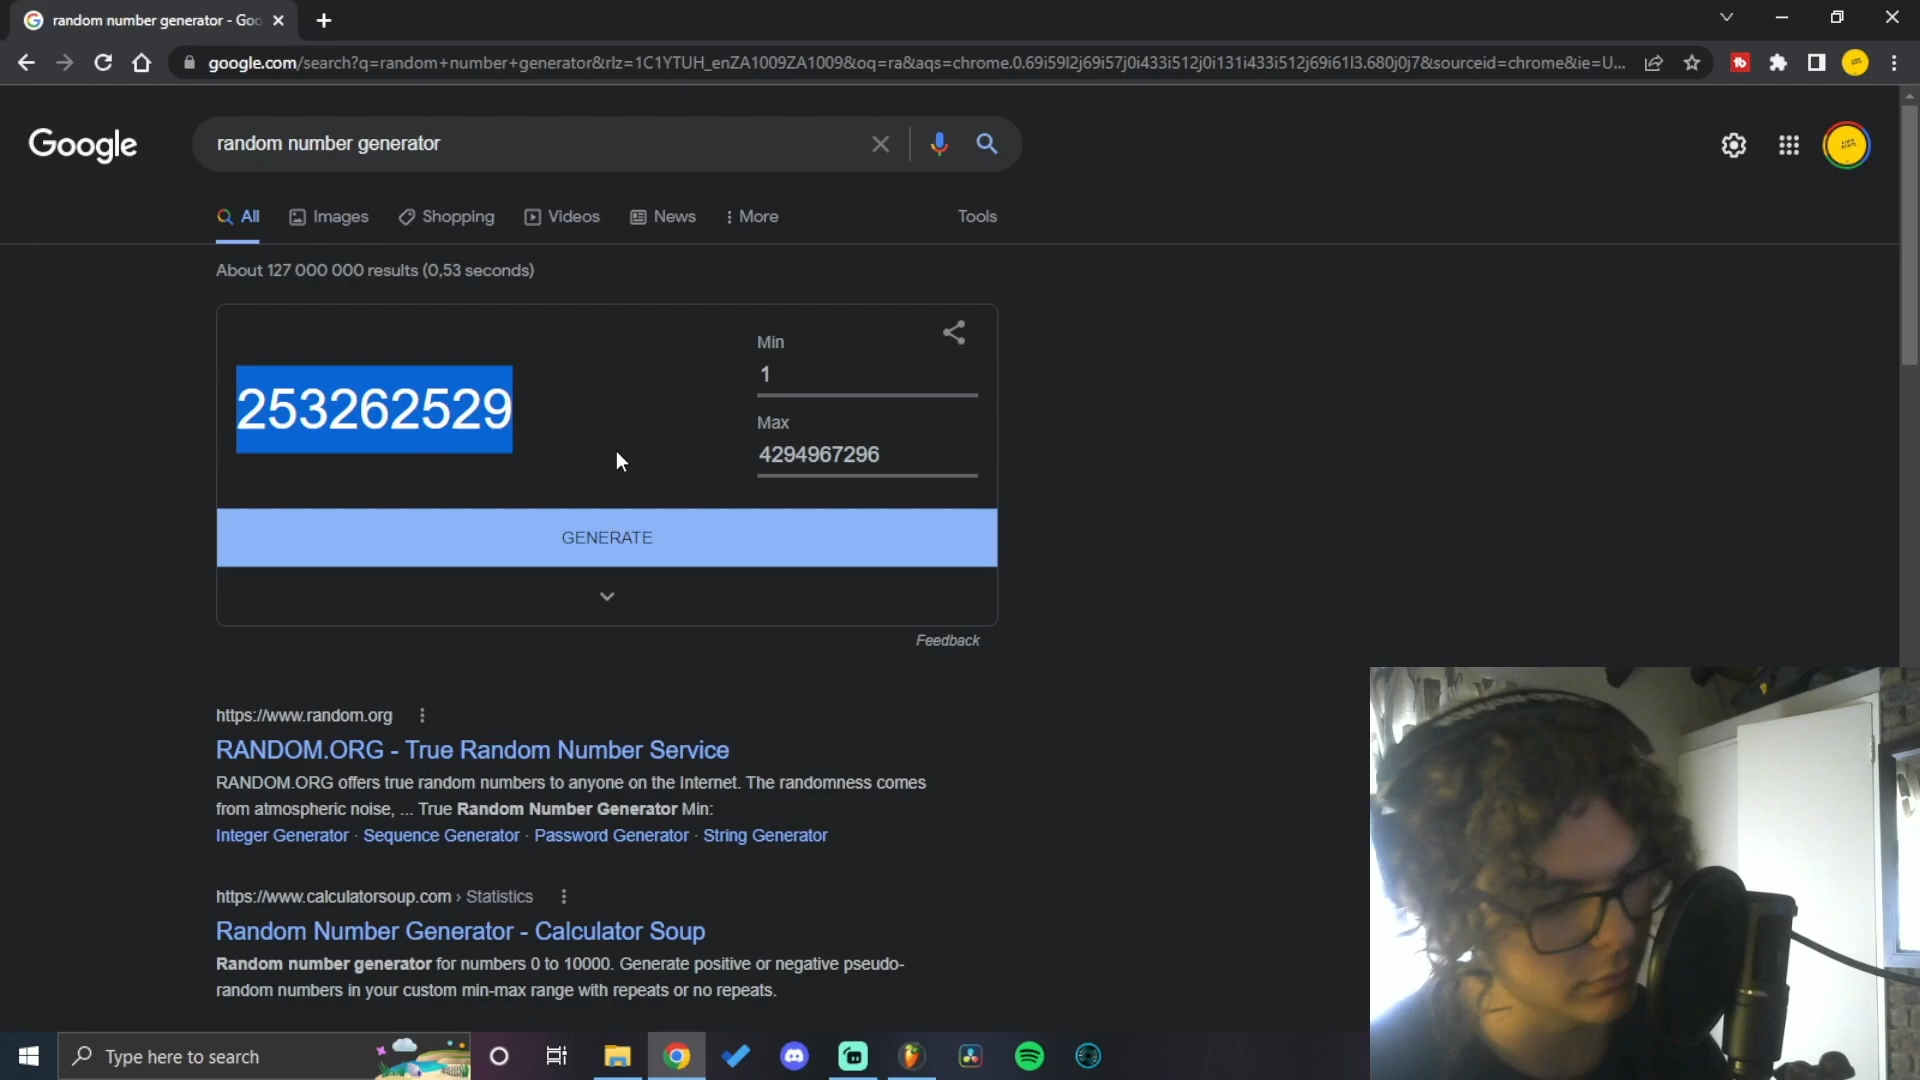 random number generator - Goo
google.com/search?q=random+number+generator&rlz=1C1YTUH_enZA1009ZA1009&oq=ra&aqs=chrome.0.69i59l2j69i57j0i433i512j0i131i433i512j69i61l3.680j0j7&sourceid=chrome&ie=U...
Google
random number generator
All
Images
Shopping
Videos
News
More
Tools
About 127 000 000 results (0,53 seconds)
253262529
Min
1
Max
4294967296
GENERATE
Feedback
https://www.random.org
RANDOM.ORG - True Random Number Service
RANDOM.ORG offers true random numbers to anyone on the Internet. The randomness comes
from atmospheric noise, ... True Random Number Generator Min:
Integer Generator · Sequence Generator · Password Generator · String Generator
https://www.calculatorsoup.com › Statistics
Random Number Generator - Calculator Soup
Random number generator for numbers 0 to 10000. Generate positive or negative pseudo-
random numbers in your custom min-max range with repeats or no repeats.
Type here to search